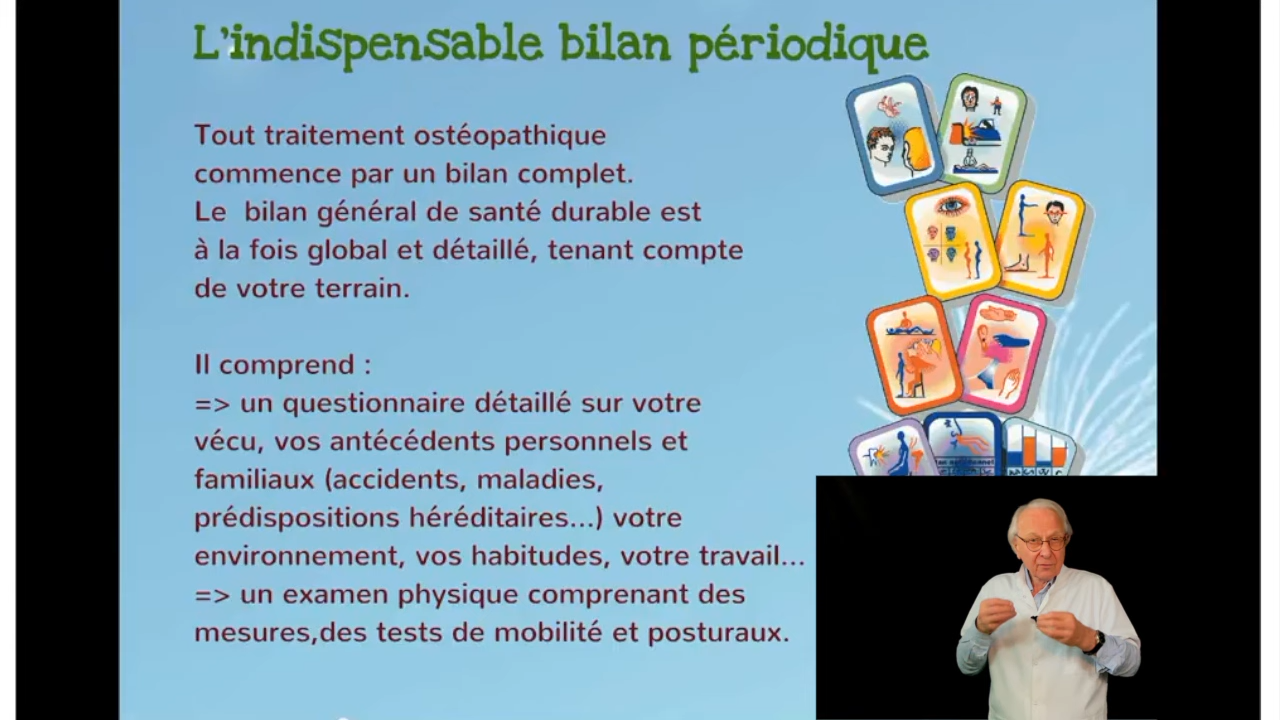 L'indispensable bilan périodique
Tout traitement ostéopathique
commence par un bilan complet.
Le  bilan général de santé durable est
à la fois global et détaillé, tenant compte
de votre terrain.
Il comprend :
=> un questionnaire détaillé sur votre
vécu, vos antécédents personnels et
familiaux (accidents, maladies,
prédispositions héréditaires...) votre
environnement, vos habitudes, votre travail...
=> un examen physique comprenant des
mesures,des tests de mobilité et posturaux.